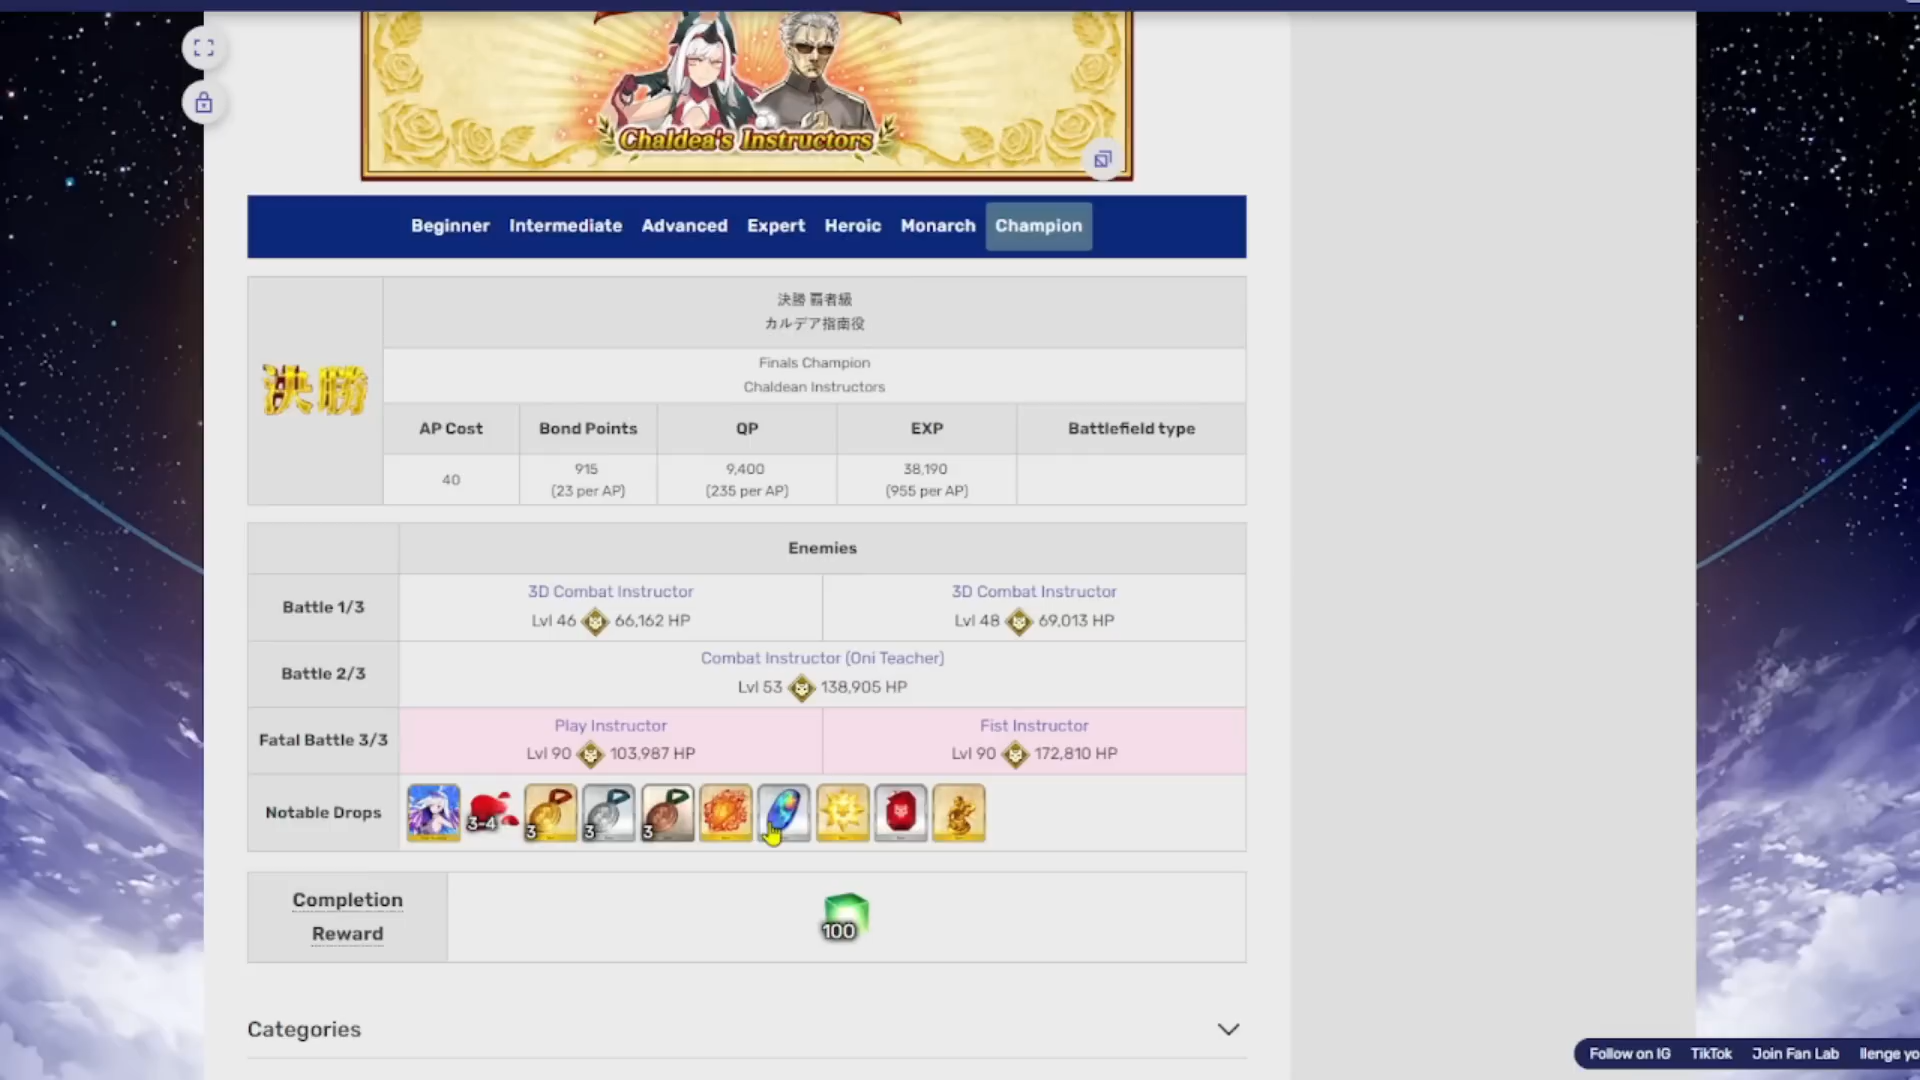 Chaldea's Instructors
Beginner Intermediate Advanced Expert Heroic Monarch Champion
決勝 覇者級
カルデア指南役
決勝
Finals Champion
Chaldean Instructors
AP Cost Bond Points QP EXP Battlefield type
40 915 9,400 38,190
(23 per AP) (235 per AP) (955 per AP)
Enemies
Battle 1/3
3D Combat Instructor 3D Combat Instructor
Lvl 46 66,162 HP Lvl 48 69,013 HP
Battle 2/3
Combat Instructor (Oni Teacher)
Lvl 53 138,905 HP
Fatal Battle 3/3
Play Instructor Fist Instructor
Lvl 90 103,987 HP Lvl 90 172,810 HP
Notable Drops
3-4 3 3 3
Completion
Reward
100
Categories
Follow on IG TikTok Join Fan Lab llenge yo